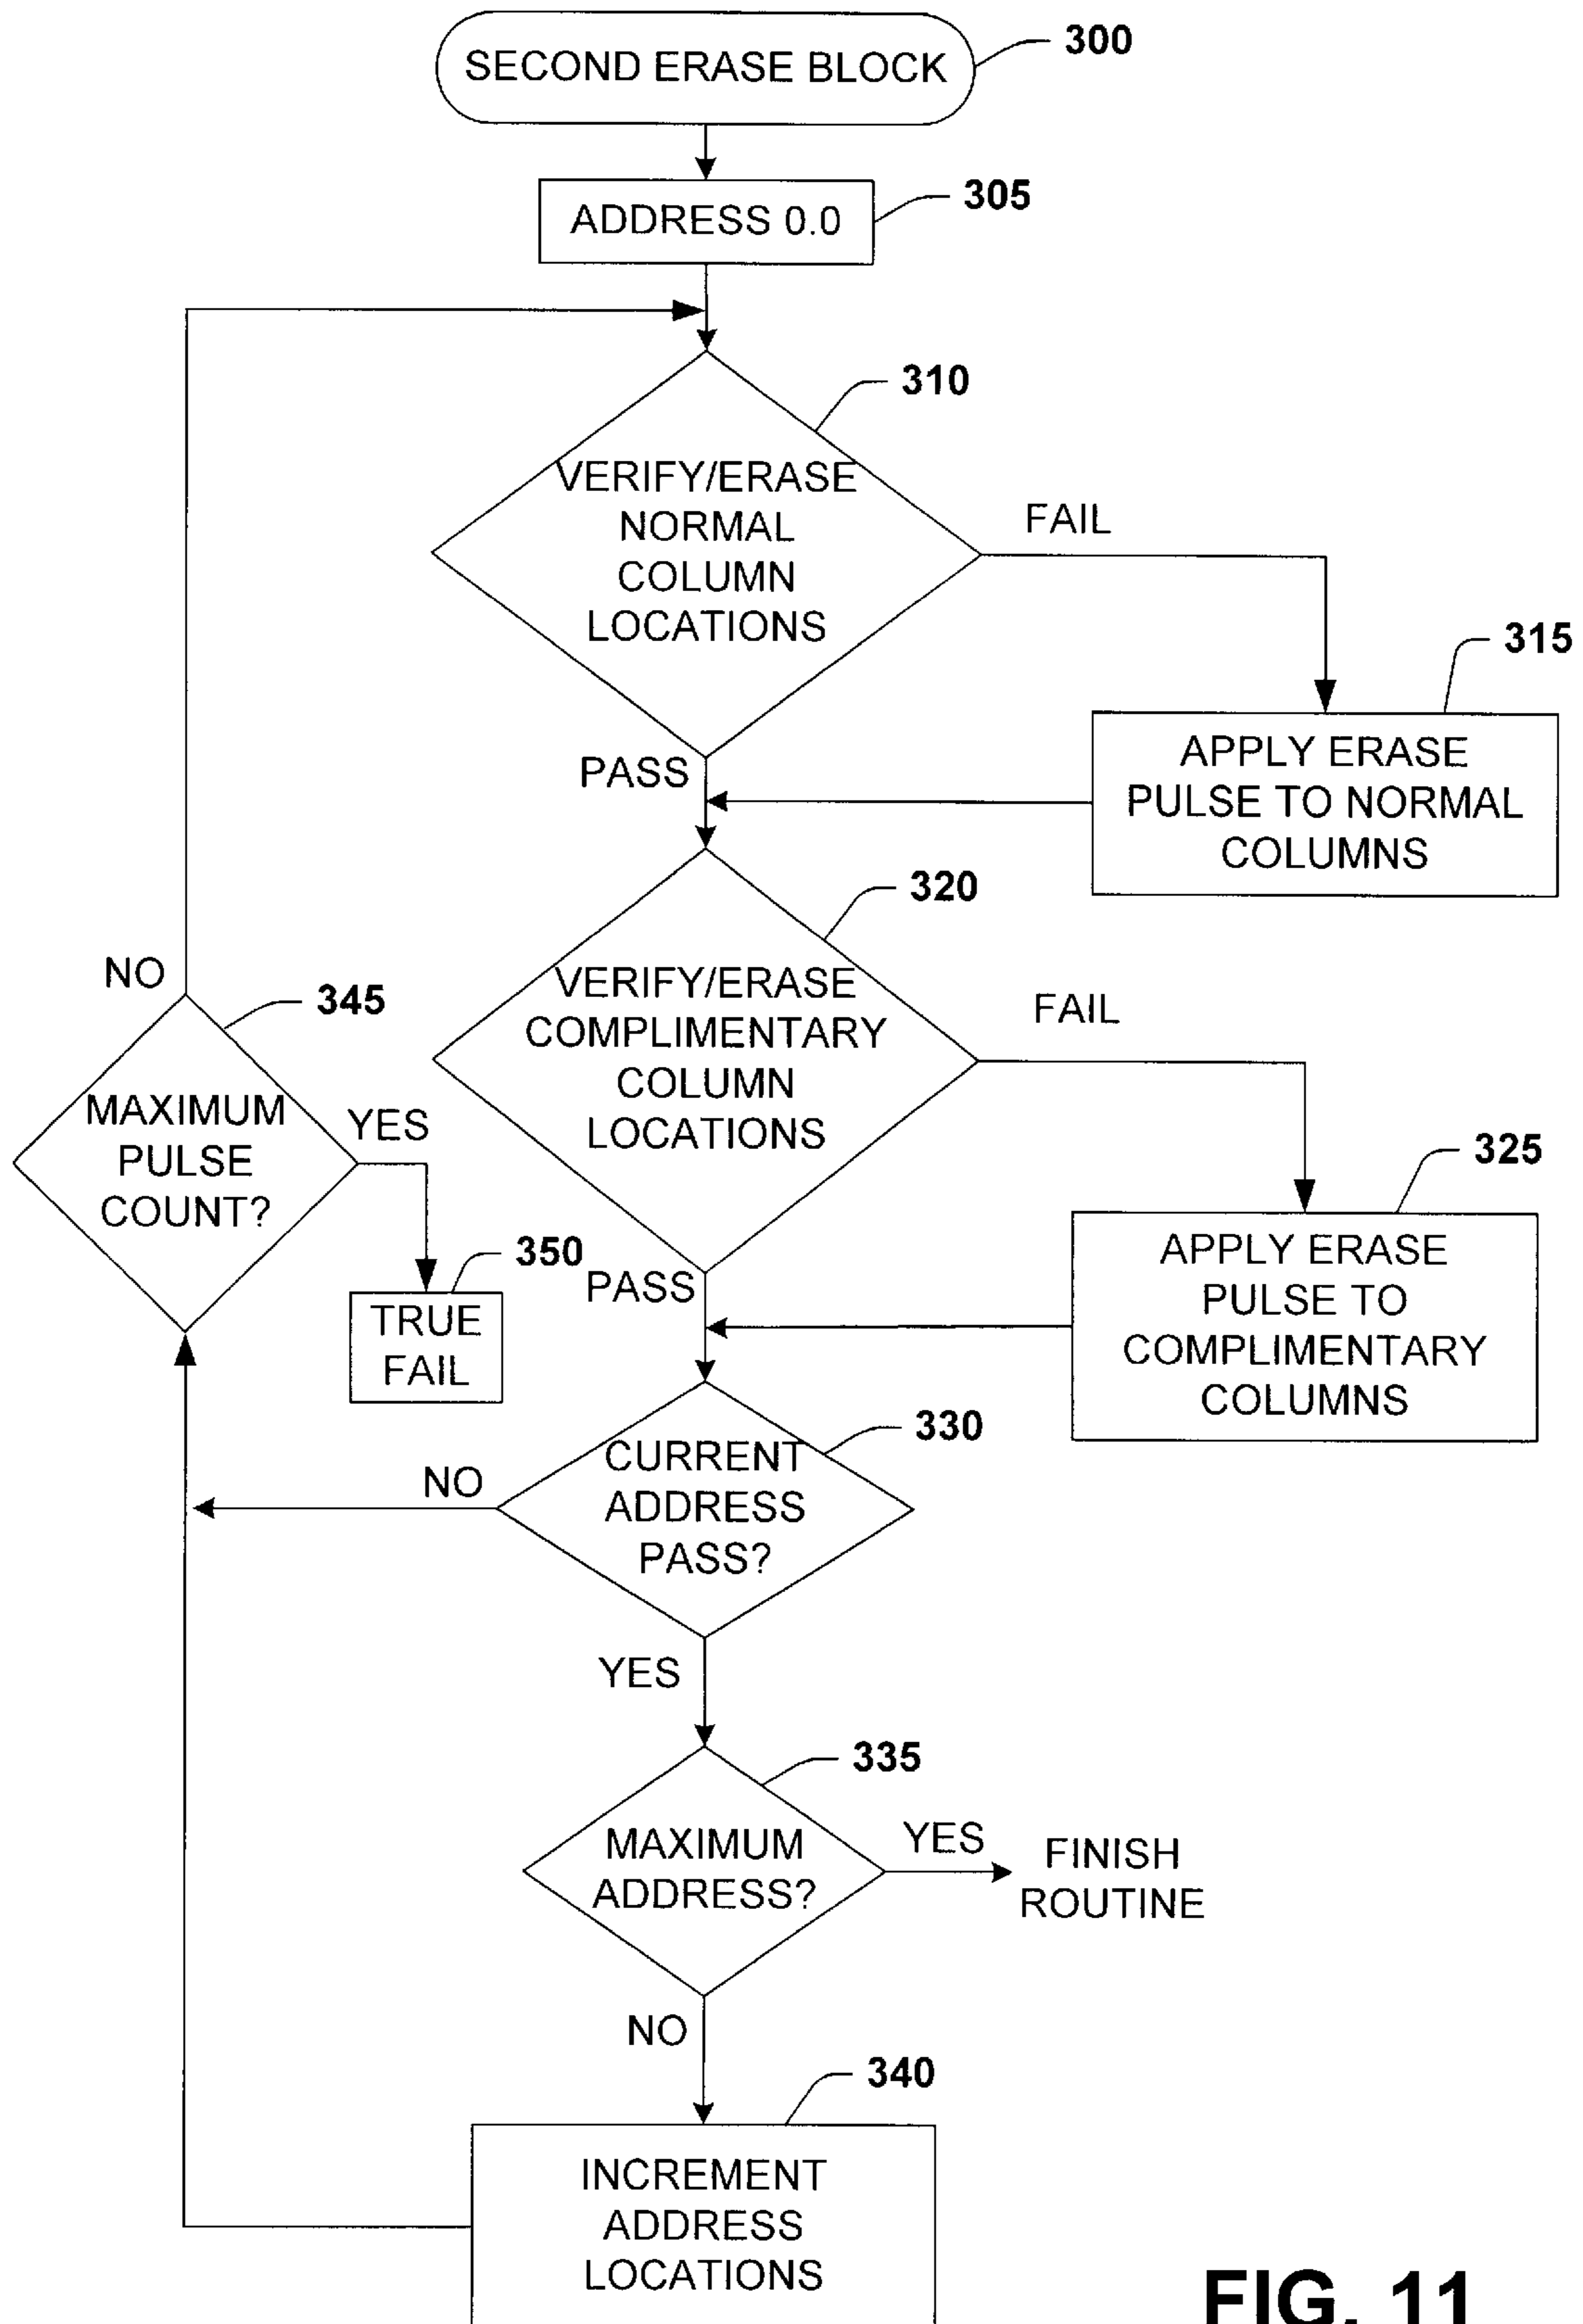 SECOND ERASE BLOCK
300
ADDRESS 0.0
305
310
VERIFY/ERASE
NORMAL
COLUMN
LOCATIONS
FAIL
315
APPLY ERASE
PULSE TO NORMAL
COLUMNS
PASS
320
VERIFY/ERASE
COMPLIMENTARY
COLUMN
LOCATIONS
FAIL
325
APPLY ERASE
PULSE TO
COMPLIMENTARY
COLUMNS
PASS
NO
345
MAXIMUM
PULSE
COUNT?
YES
350
TRUE
FAIL
330
CURRENT
ADDRESS
PASS?
NO
YES
335
MAXIMUM
ADDRESS?
YES
FINISH
ROUTINE
NO
340
INCREMENT
ADDRESS
LOCATIONS
FIG. 11